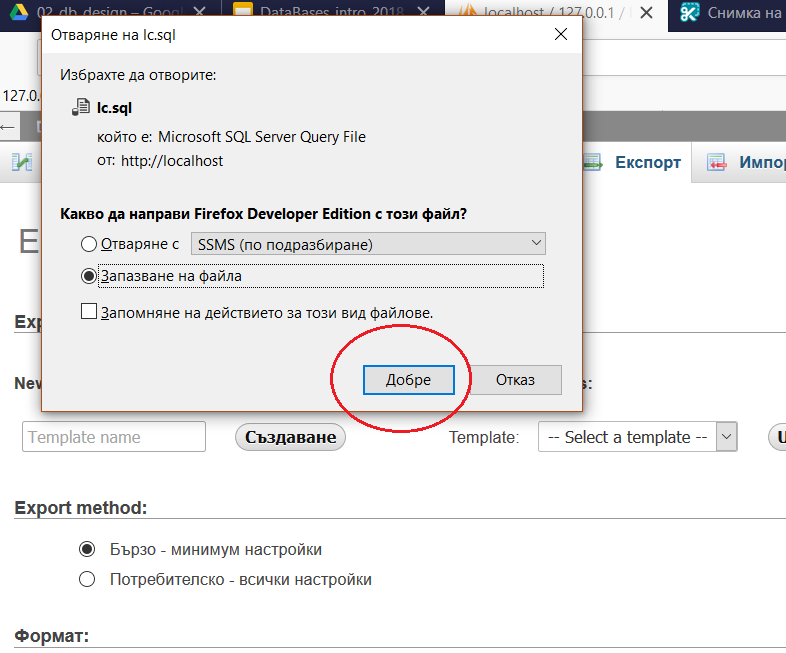 02_db_design – Goog
DataBases_intro_2018
localhost / 127.0.0.1 /
Снимка на
Отваряне на lc.sql
Избрахте да отворите:
lc.sql
който е: Microsoft SQL Server Query File
от: http://localhost
Какво да направи Firefox Developer Edition с този файл?
Отваряне с
SSMS (по подразбиране)
Запазване на файла
Запомняне на действието за този вид файлове.
Добре
Отказ
127.0.
Експорт
Импор
E
Exp
New
s:
Template name
Създаване
Template:
-- Select a template --
U
Export method:
Бързо - минимум настройки
Потребителско - всички настройки
Формат: